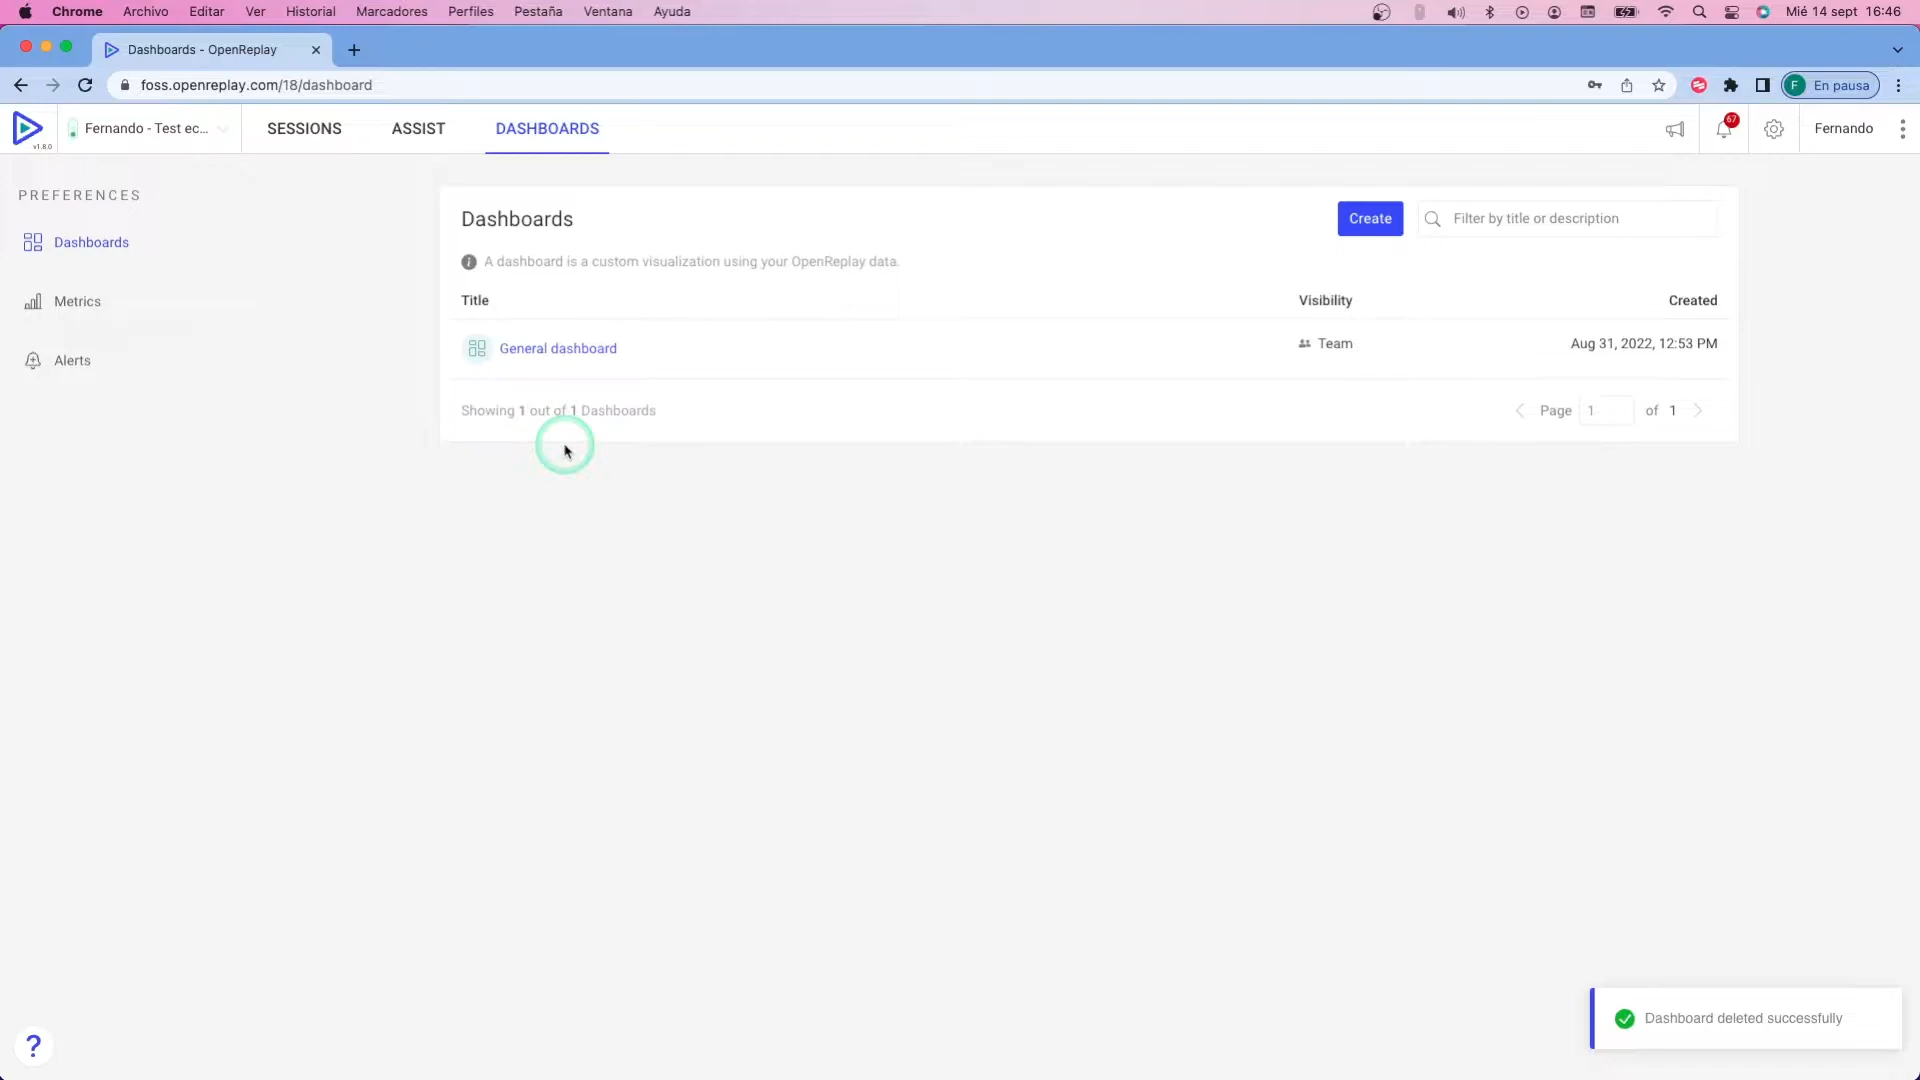 Chrome Archivo Editar Ver Historial Marcadores Perfiles Pestaña Ventana Ayuda Mié 14 sept 16:46
Dashboards - OpenReplay
foss.openreplay.com/18/dashboard En pausa
F
v1.8.0 Fernando - Test ec... SESSIONS ASSIST DASHBOARDS 67 Fernando
PREFERENCES
Dashboards
Metrics
Alerts
Dashboards Create Filter by title or description
A dashboard is a custom visualization using your OpenReplay data.
Title Visibility Created
General dashboard Team Aug 31, 2022, 12:53 PM
Showing 1 out of 1 Dashboards Page 1 of 1
Dashboard deleted successfully
?